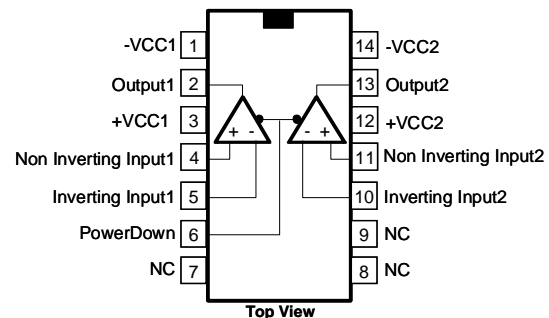 -VCC1 1 14 -VCC2
Output1 2 13 Output2
+VCC1 3 12 +VCC2
+ - - +
Non Inverting Input1 4 11 Non Inverting Input2
Inverting Input1 5 10 Inverting Input2
PowerDown 6 9 NC
NC 7 8 NC
Top View